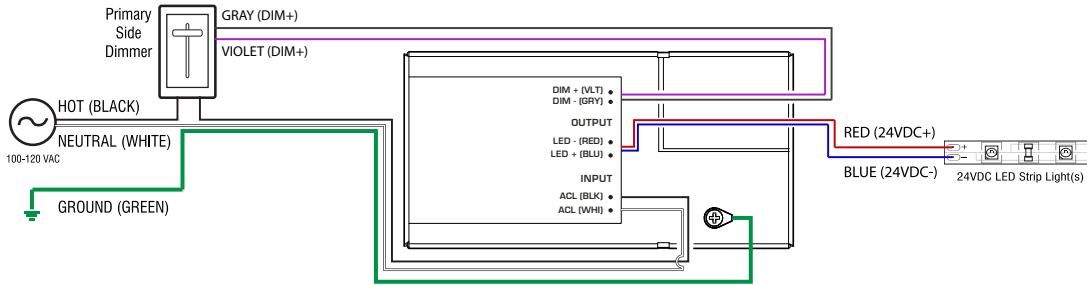 Primary
Side
Dimmer
GRAY (DIM+)
VIOLET (DIM+)
HOT (BLACK)
NEUTRAL (WHITE)
100-120 VAC
GROUND (GREEN)
DIM + (VLT)
DIM - (GRY)
OUTPUT
LED - (RED)
LED + (BLU)
INPUT
ACL (BLK)
ACL (WHI)
RED (24VDC+)
BLUE (24VDC-)
+
–
24VDC LED Strip Light(s)